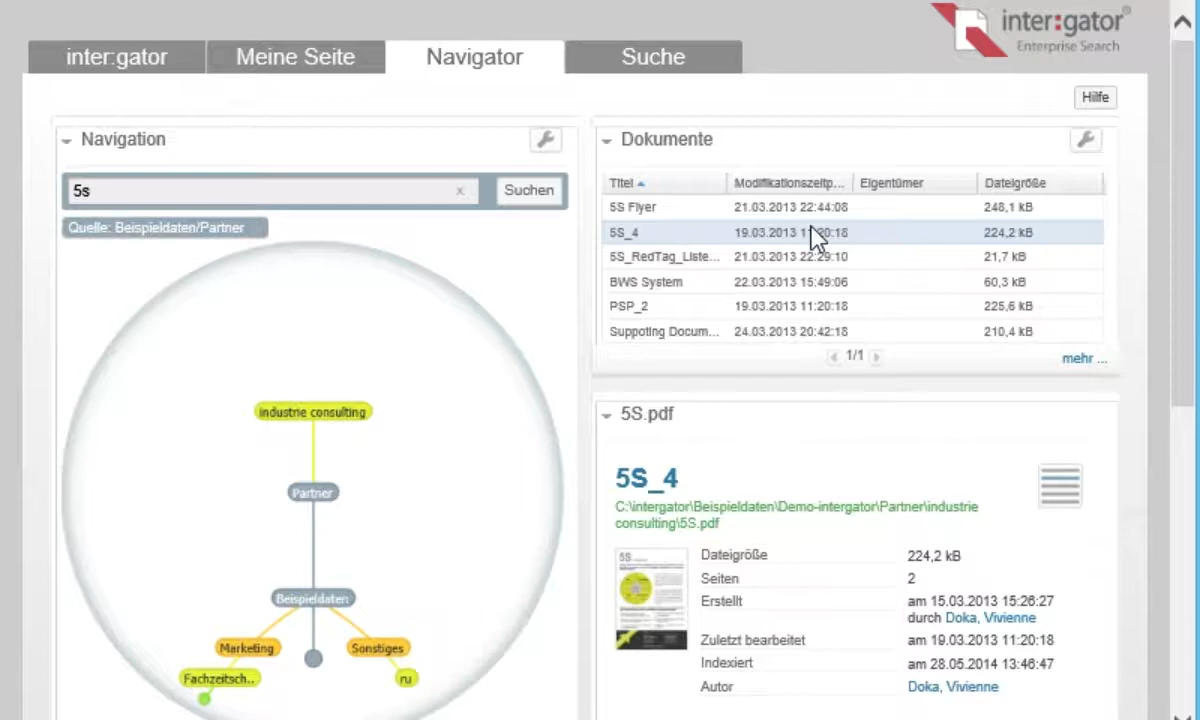 inter:gator®
Enterprise Search
inter:gator Meine Seite Navigator Suche
Hilfe
Navigation
5s x Suchen
Quelle: Beispieldaten/Partner
industrie consulting
Partner
Beispieldaten
Marketing Sonstiges
Fachzeitsch.. ru
Dokumente
Titel Modifikationszeitp... Eigentümer Dateigröße
5S Flyer 21.03.2013 22:44:08 248,1 kB
5S_4 19.03.2013 11:20:18 224,2 kB
5S_RedTag_Liste... 21.03.2013 22:29:10 21,7 kB
BWS System 22.03.2013 15:49:06 60,3 kB
PSP_2 19.03.2013 11:20:18 225,6 kB
Suppoting Docum... 24.03.2013 20:42:18 210,4 kB
1/1
mehr ...
5S.pdf
5S_4
C:\intergator\Beispieldaten\Demo-intergator\Partner\industrie
consulting\5S.pdf
5S
Dateigröße 224,2 kB
Seiten 2
Erstellt am 15.03.2013 15:26:27
durch Doka, Vivienne
Zuletzt bearbeitet am 19.03.2013 11:20:18
Indexiert am 28.05.2014 13:46:47
Autor Doka, Vivienne